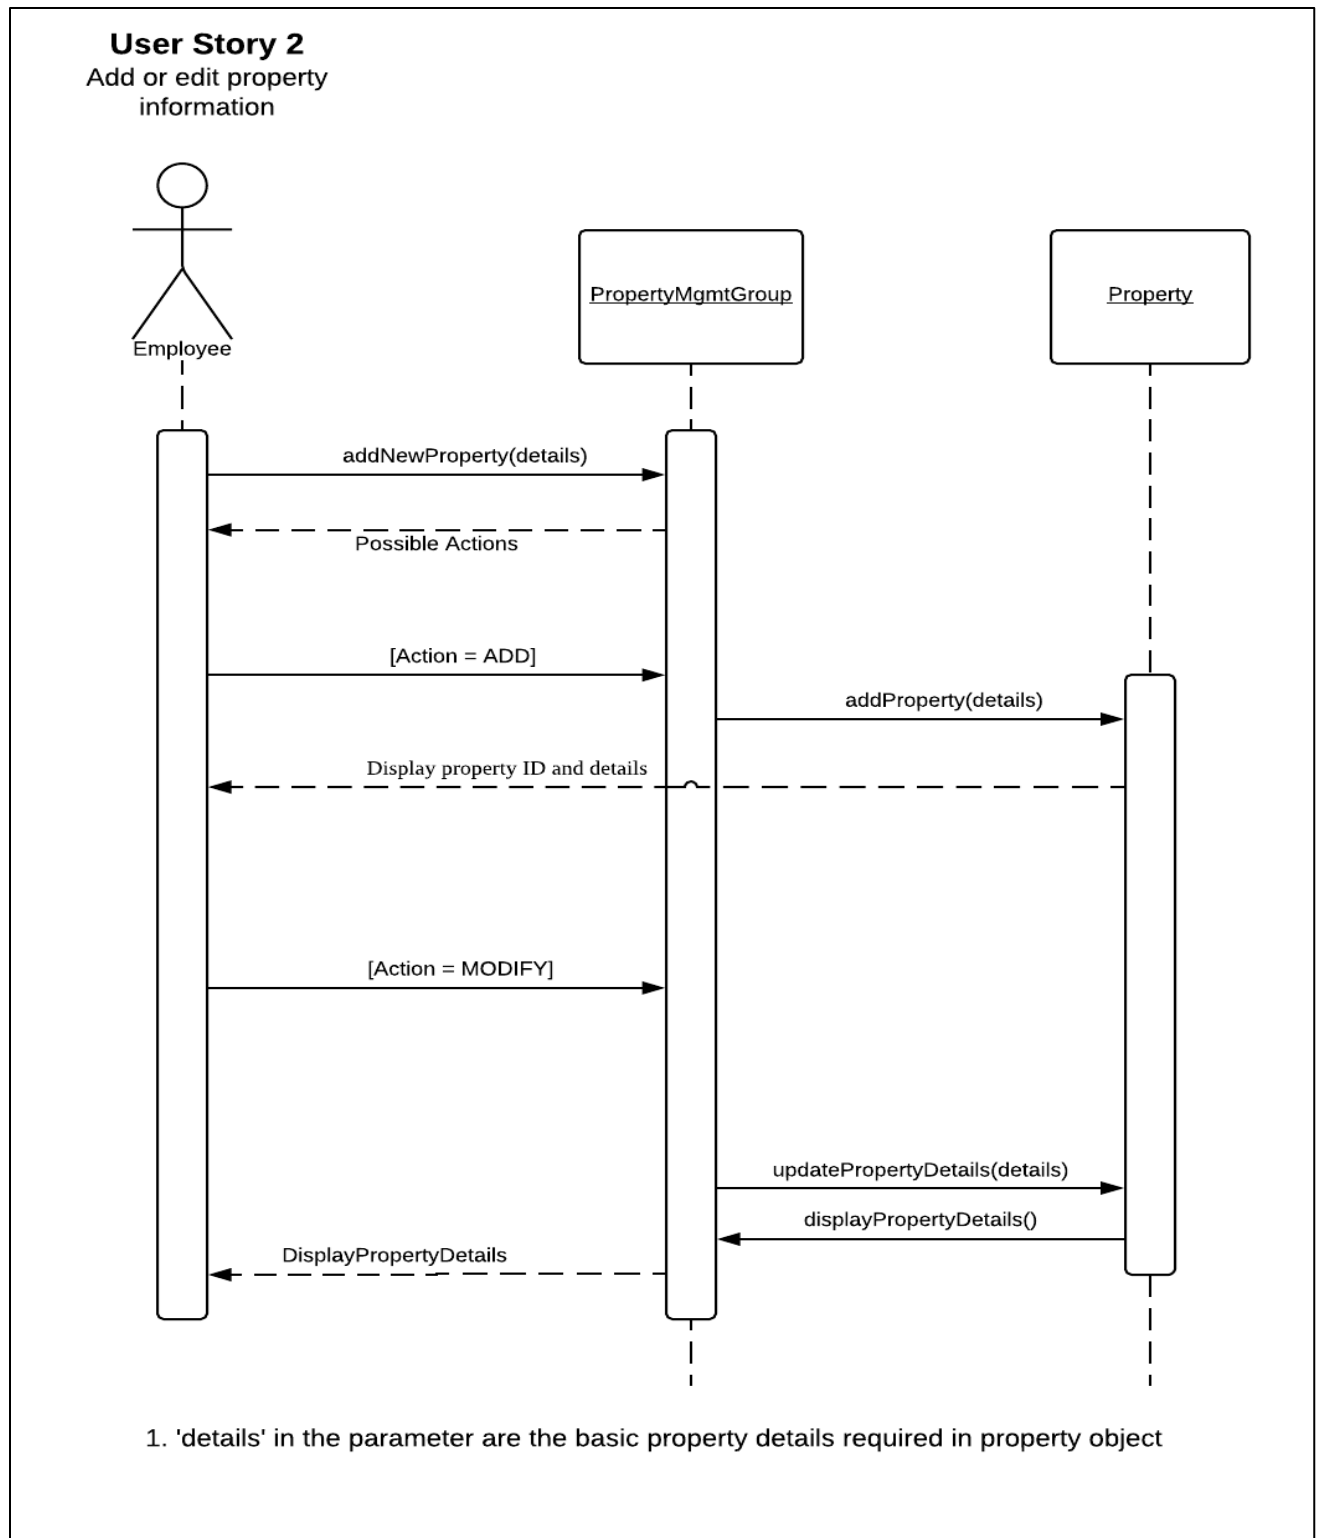 User Story 2
Add or edit property
information
Employee
PropertyMgmtGroup
Property
addNewProperty(details)
Possible Actions
[Action = ADD]
addProperty(details)
Display property ID and details
[Action = MODIFY]
updatePropertyDetails(details)
displayPropertyDetails()
DisplayPropertyDetails
1. 'details' in the parameter are the basic property details required in property object